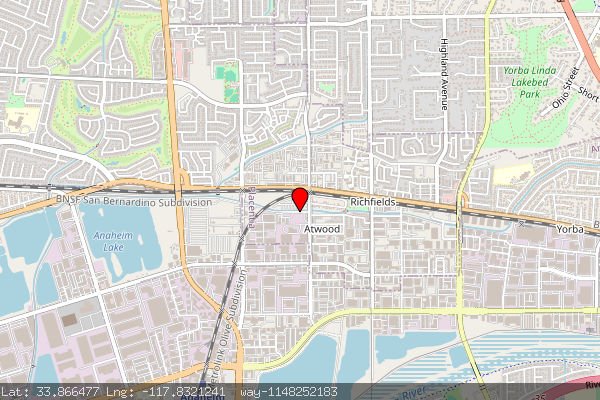 Highland Avenue
Yorba Linda
Lakebed
Park
Ohio Street
Short
BNSF San Bernardino Subdivision
Placentia
Richfields
Anaheim
Lake
Atwood
Yorba
Metrolink Olive Subdivision
River
River
Lat: 33.866477 Lng: -117.8321241 way-1148252183